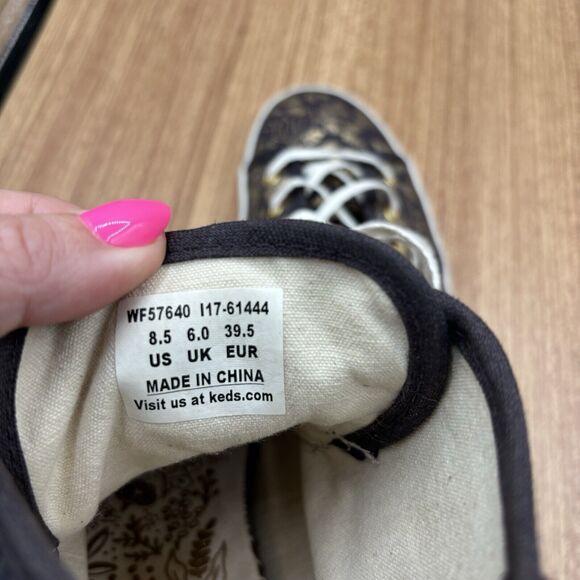 WF57640 I17-61444
8.5 6.0 39.5
US UK EUR
MADE IN CHINA
Visit us at keds.com